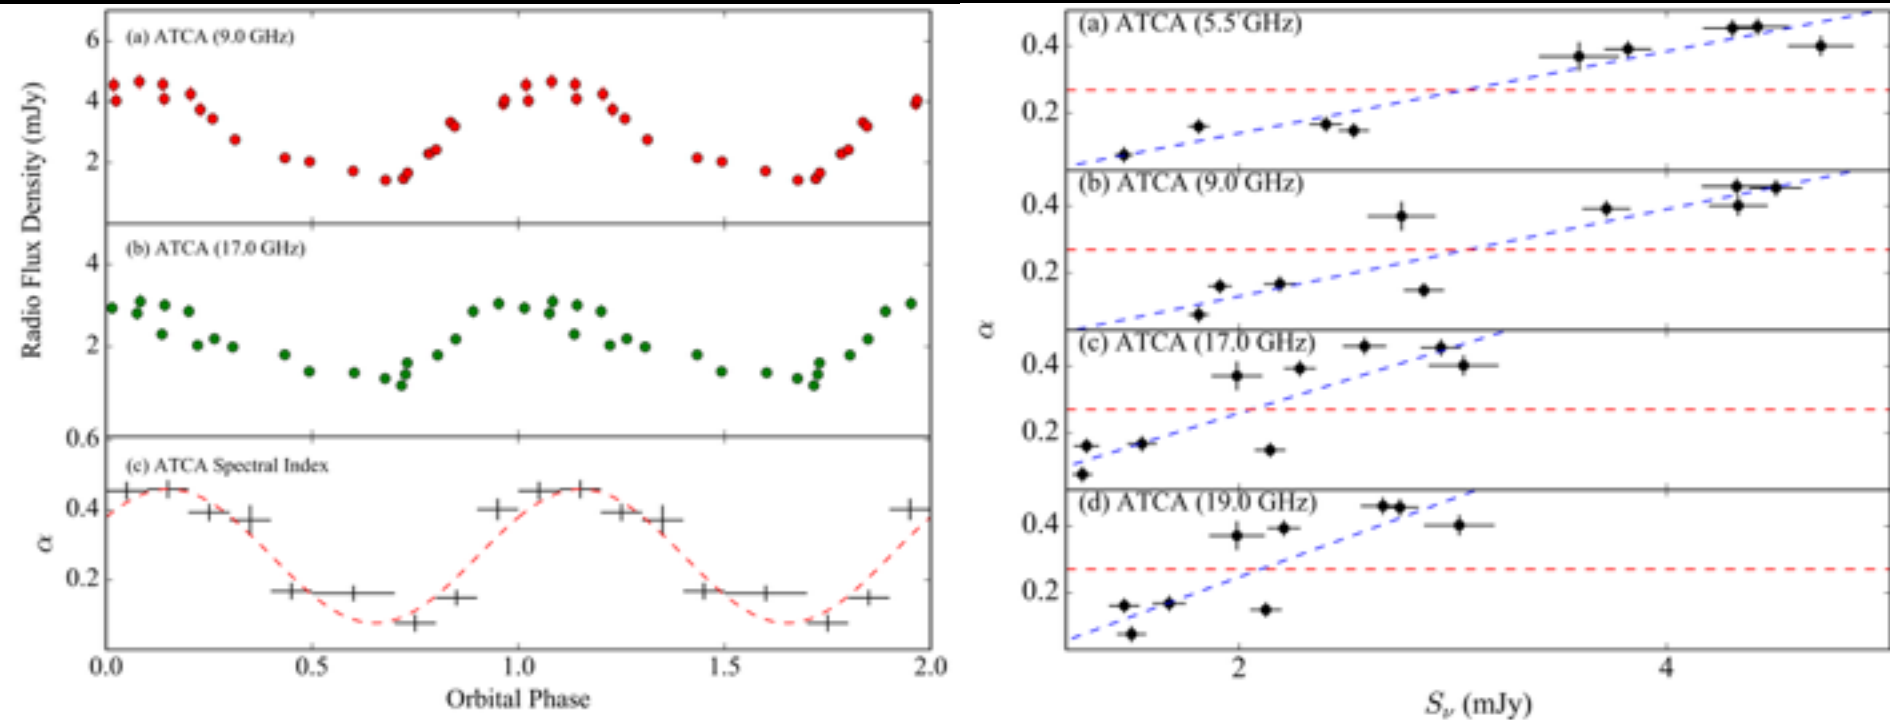 Radio Flux Density (mJy)
(a) ATCA (9.0 GHz)
6
4
2
(b) ATCA (17.0 GHz)
4
2
0.6
(c) ATCA Spectral Index
α
0.4
0.2
0.0 0.5 1.0 1.5 2.0
Orbital Phase
α
(a) ATCA (5.5 GHz)
0.4
0.2
(b) ATCA (9.0 GHz)
0.4
0.2
(c) ATCA (17.0 GHz)
0.4
0.2
(d) ATCA (19.0 GHz)
0.4
0.2
2 4
Sν (mJy)